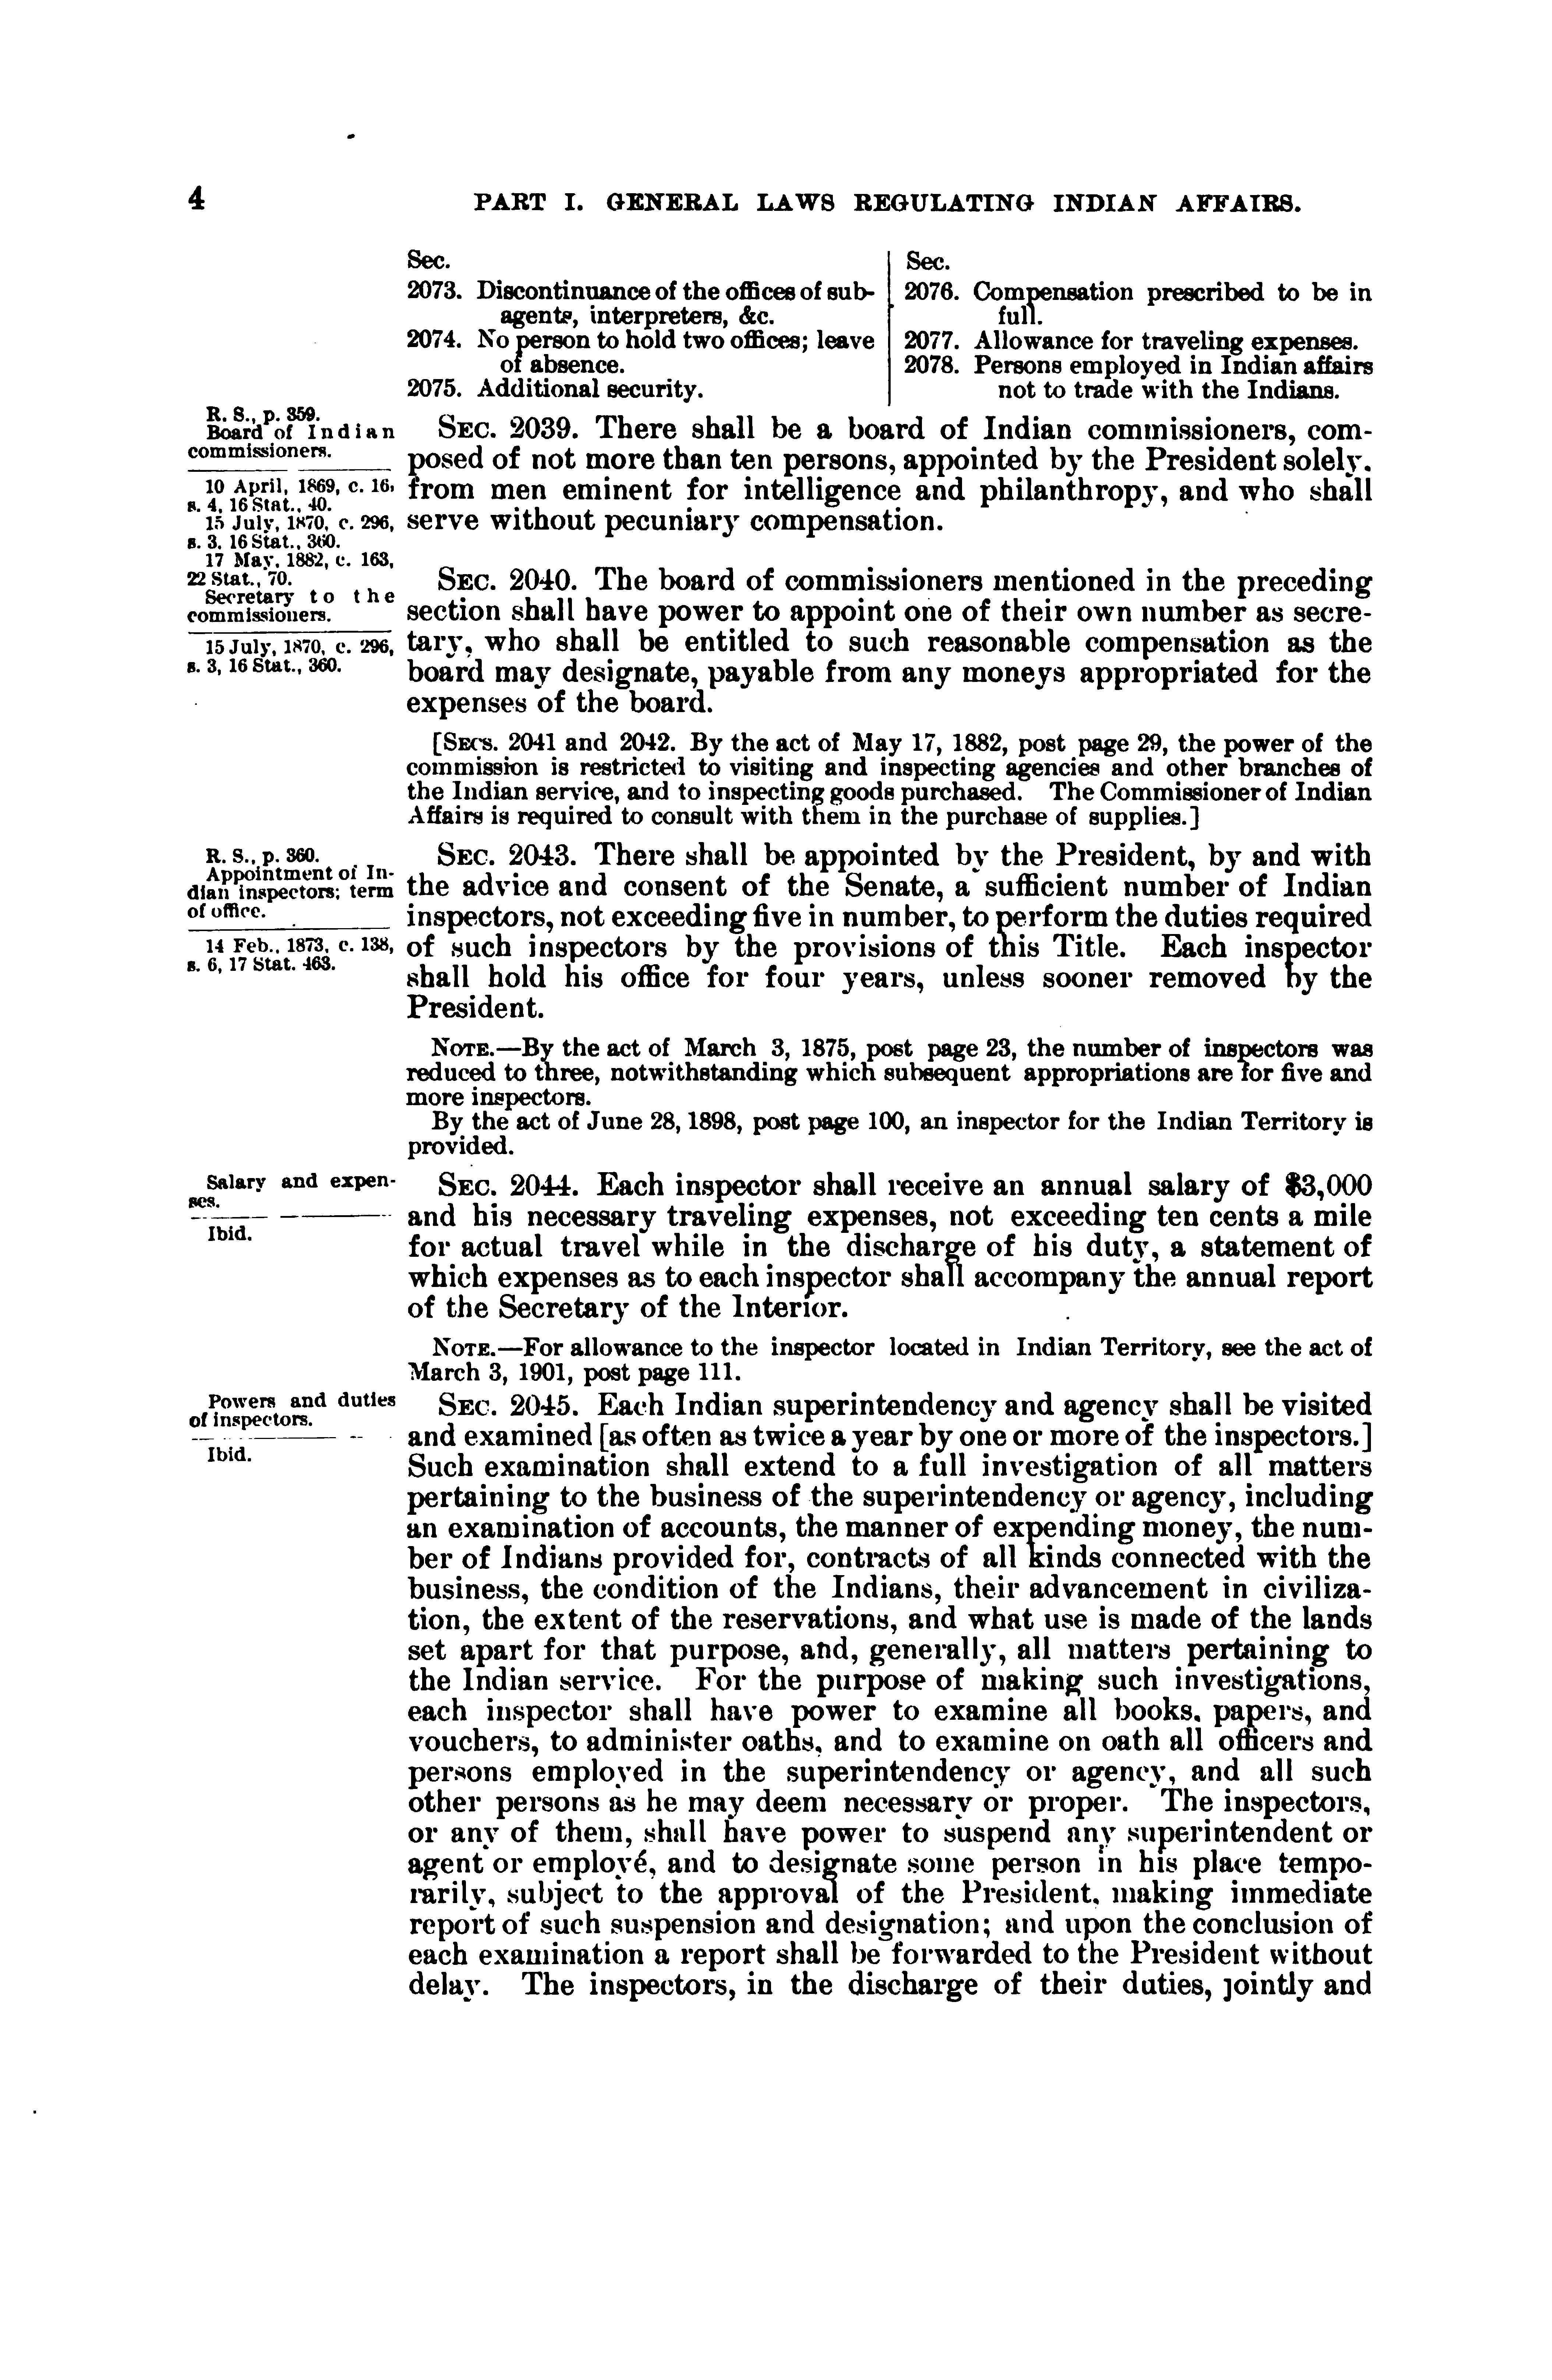 4
PART I. GENERAL LAWS REGULATING INDIAN AFFAIRS.
Sec.
2073. Discontinuance of the offices of sub-
agents, interpreters, &c.
2074. No person to hold two offices; leave
of absence.
2075. Additional security.
Sec.
2076. Compensation prescribed to be in
full.
2077. Allowance for traveling expenses.
2078. Persons employed in Indian affairs
not to trade with the Indians.
R. S., p. 359.
Board of Indian
commissioners.
10 April, 1869, c. 16,
s. 4, 16 Stat., 40.
15 July, 1870, c. 296,
s. 3, 16 Stat., 360.
17 May, 1882, c. 163,
22 Stat., 70.
SEC. 2039. There shall be a board of Indian commissioners, com-
posed of not more than ten persons, appointed by the President solely,
from men eminent for intelligence and philanthropy, and who shall
serve without pecuniary compensation.
Secretary to the
commissioners.
15 July, 1870, c. 296,
s. 3, 16 Stat., 360.
SEC. 2040. The board of commissioners mentioned in the preceding
section shall have power to appoint one of their own number as secre-
tary, who shall be entitled to such reasonable compensation as the
board may designate, payable from any moneys appropriated for the
expenses of the board.
[SECS. 2041 and 2042. By the act of May 17, 1882, post page 29, the power of the
commission is restricted to visiting and inspecting agencies and other branches of
the Indian service, and to inspecting goods purchased. The Commissioner of Indian
Affairs is required to consult with them in the purchase of supplies.]
R. S., p. 360.
Appointment of In-
dian inspectors; term
of office.
14 Feb., 1873, c. 138,
s. 6, 17 Stat. 463.
SEC. 2043. There shall be appointed by the President, by and with
the advice and consent of the Senate, a sufficient number of Indian
inspectors, not exceeding five in number, to perform the duties required
of such inspectors by the provisions of this Title. Each inspector
shall hold his office for four years, unless sooner removed by the
President.
NOTE.—By the act of March 3, 1875, post page 23, the number of inspectors was
reduced to three, notwithstanding which subsequent appropriations are for five and
more inspectors.
By the act of June 28, 1898, post page 100, an inspector for the Indian Territory is
provided.
Salary and expen-
ses.
Ibid.
SEC. 2044. Each inspector shall receive an annual salary of $3,000
and his necessary traveling expenses, not exceeding ten cents a mile
for actual travel while in the discharge of his duty, a statement of
which expenses as to each inspector shall accompany the annual report
of the Secretary of the Interior.
NOTE.—For allowance to the inspector located in Indian Territory, see the act of
March 3, 1901, post page 111.
Powers and duties
of inspectors.
Ibid.
SEC. 2045. Each Indian superintendency and agency shall be visited
and examined [as often as twice a year by one or more of the inspectors.]
Such examination shall extend to a full investigation of all matters
pertaining to the business of the superintendency or agency, including
an examination of accounts, the manner of expending money, the num-
ber of Indians provided for, contracts of all kinds connected with the
business, the condition of the Indians, their advancement in civiliza-
tion, the extent of the reservations, and what use is made of the lands
set apart for that purpose, and, generally, all matters pertaining to
the Indian service. For the purpose of making such investigations,
each inspector shall have power to examine all books, papers, and
vouchers, to administer oaths, and to examine on oath all officers and
persons employed in the superintendency or agency, and all such
other persons as he may deem necessary or proper. The inspectors,
or any of them, shall have power to suspend any superintendent or
agent or employé, and to designate some person in his place tempo-
rarily, subject to the approval of the President, making immediate
report of such suspension and designation; and upon the conclusion of
each examination a report shall be forwarded to the President without
delay. The inspectors, in the discharge of their duties, jointly and